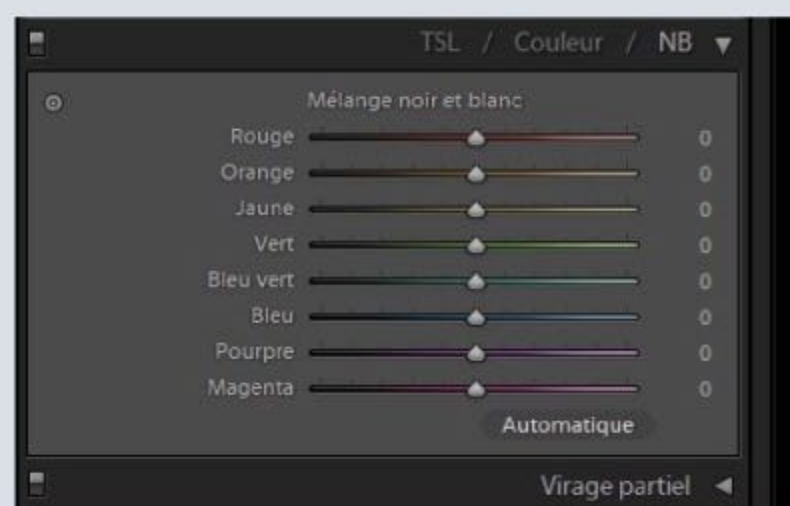 TSL / Couleur / NB
Mélange noir et blanc
Rouge 0
Orange 0
Jaune 0
Vert 0
Bleu vert 0
Bleu 0
Pourpre 0
Magenta 0
Automatique
Virage partiel